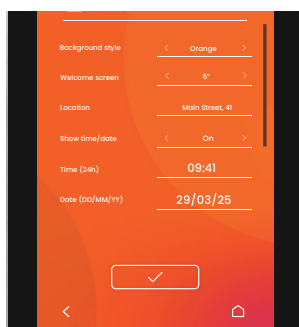 Background style < Orange >
Welcome screen < 5" >
Location Main Street, 41
Show time/date < On >
Time (24h) 09:41
Date (DD/MM/YY) 29/03/25